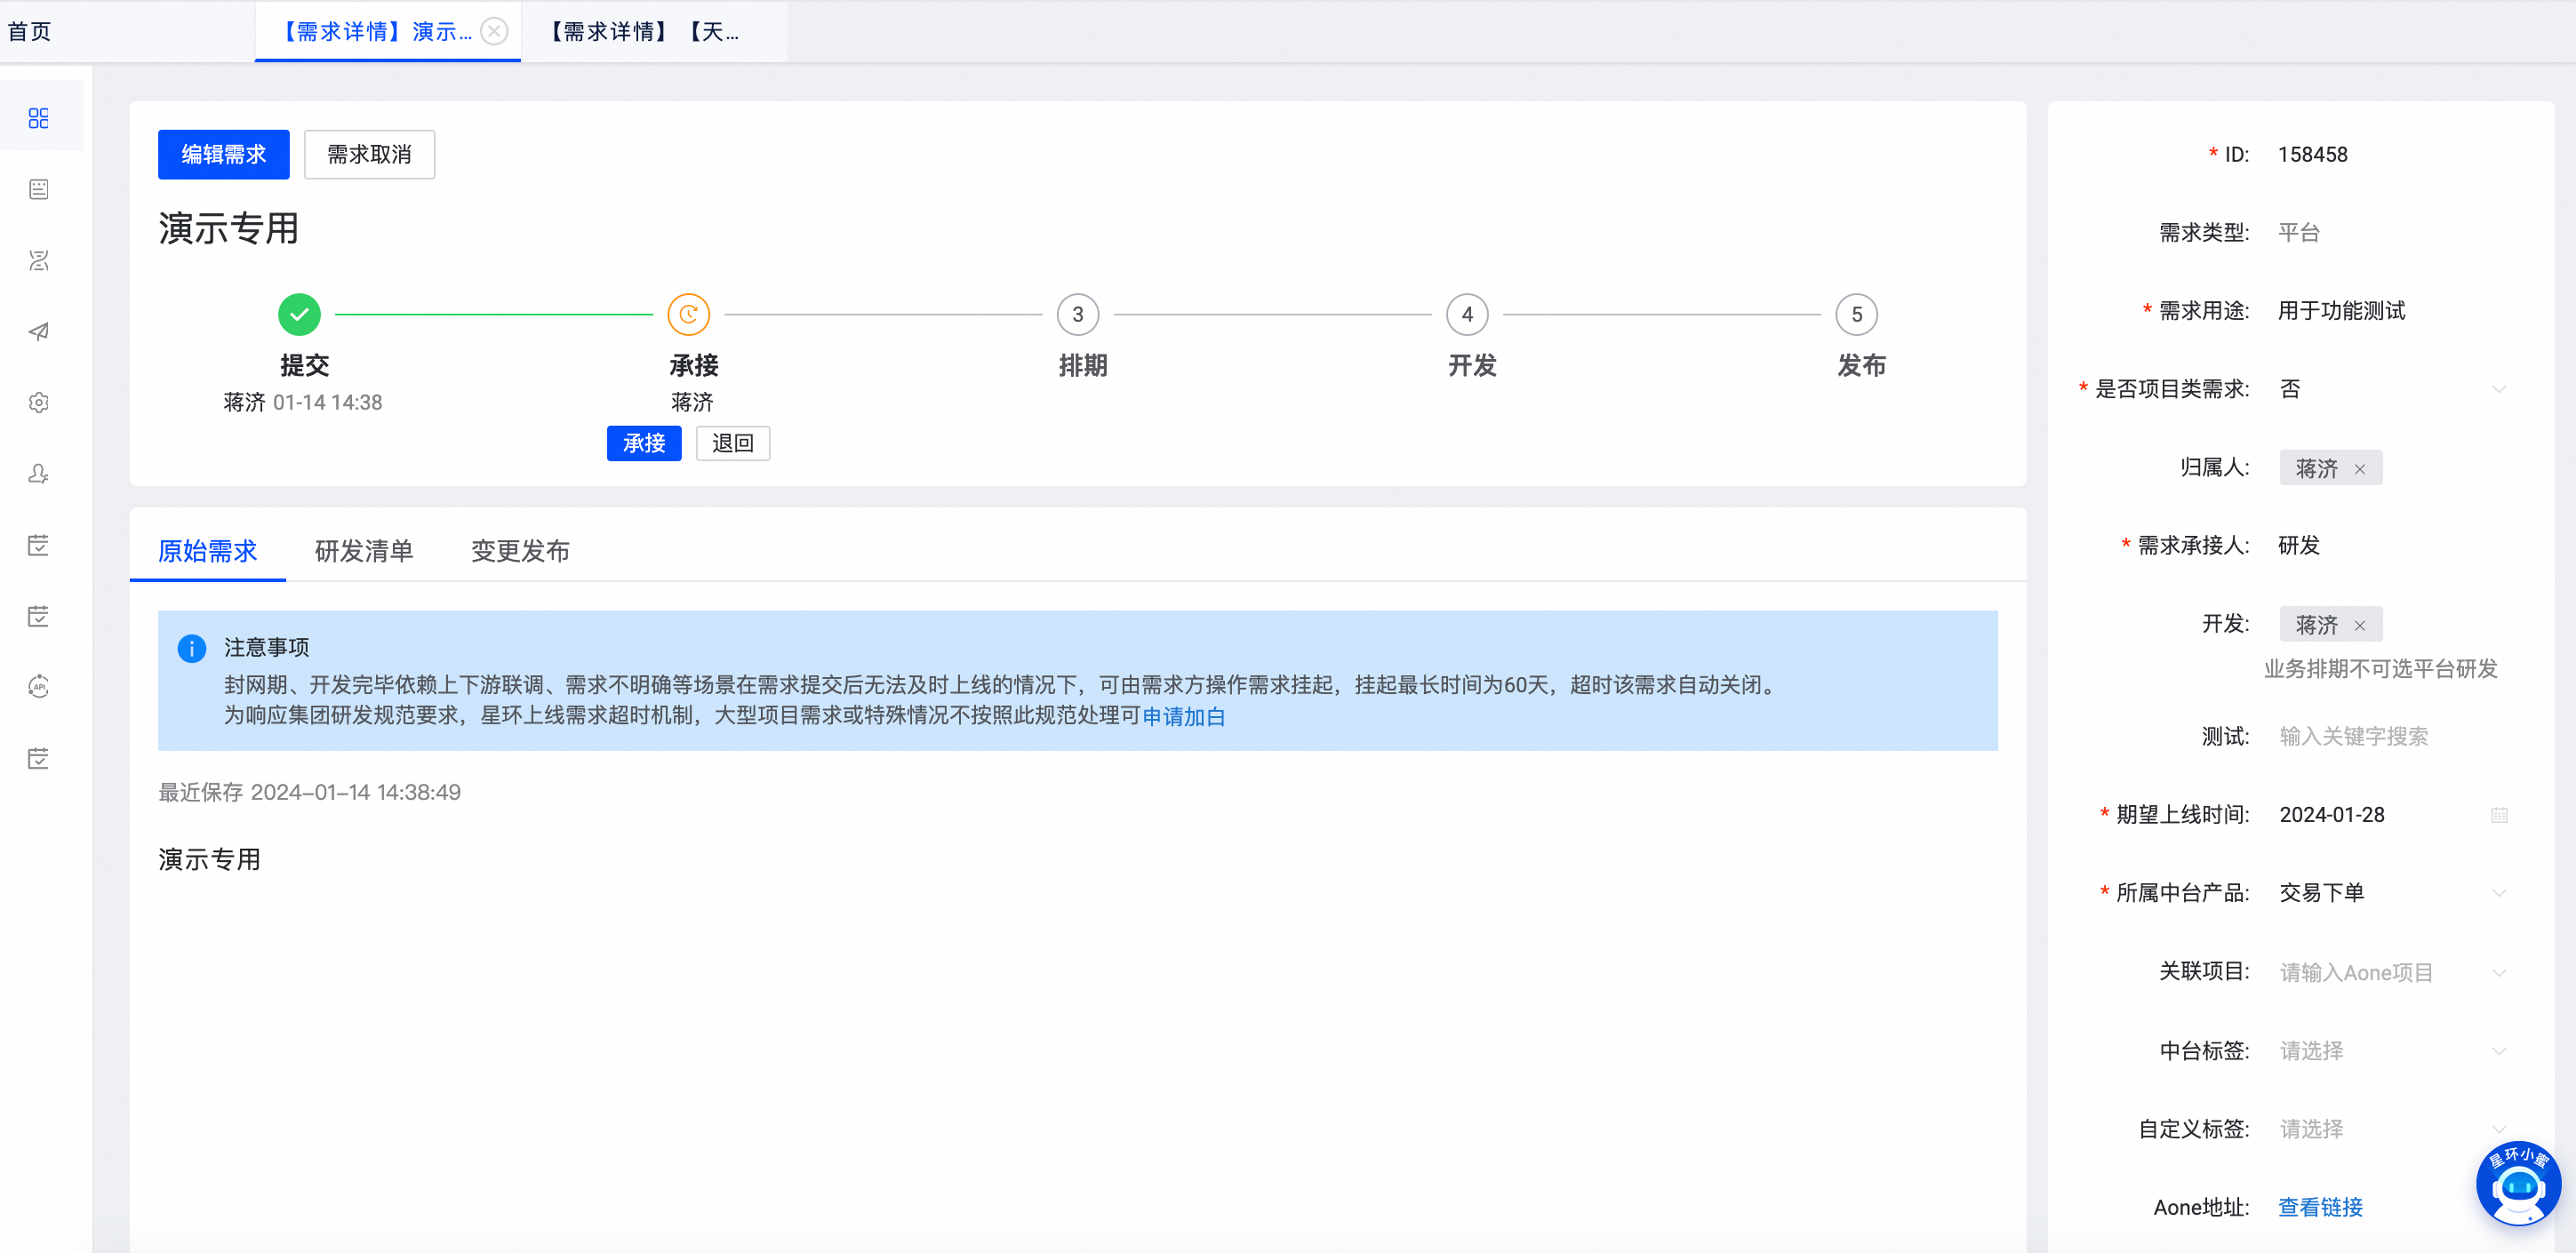 首页
【需求详情】演示...
【需求详情】【天...
编辑需求
需求取消
演示专用
3
4
5
提交
承接
排期
开发
发布
蒋济 01-14 14:38
蒋济
承接
退回
原始需求
研发清单
变更发布
注意事项
封网期、开发完毕依赖上下游联调、需求不明确等场景在需求提交后无法及时上线的情况下，可由需求方操作需求挂起，挂起最长时间为60天，超时该需求自动关闭。
为响应集团研发规范要求，星环上线需求超时机制，大型项目需求或特殊情况不按照此规范处理可申请加白
最近保存 2024-01-14 14:38:49
演示专用
API
* ID: 158458
需求类型: 平台
* 需求用途: 用于功能测试
* 是否项目类需求: 否
归属人: 蒋济 ×
* 需求承接人: 研发
开发: 蒋济 ×
业务排期不可选平台研发
测试: 输入关键字搜索
* 期望上线时间: 2024-01-28
* 所属中台产品: 交易下单
关联项目: 请输入Aone项目
中台标签: 请选择
自定义标签: 请选择
Aone地址: 查看链接
星环小蜜